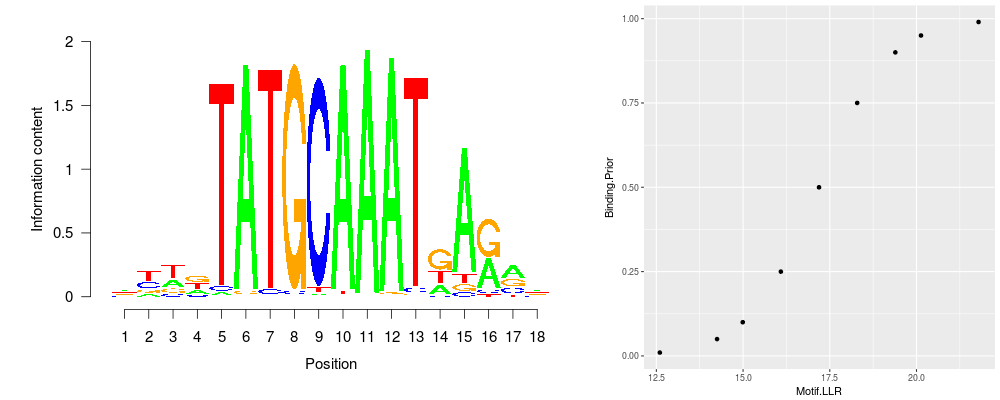 2
1.5
1
0.5
0
Information content
TATGCAAATGAG
TTGTA
1 2 3 4 5 6 7 8 9 10 11 12 13 14 15 16 17 18
Position
1.00
0.75
0.50
0.25
0.00
Binding.Prior
12.5 15.0 17.5 20.0
Motif.LLR